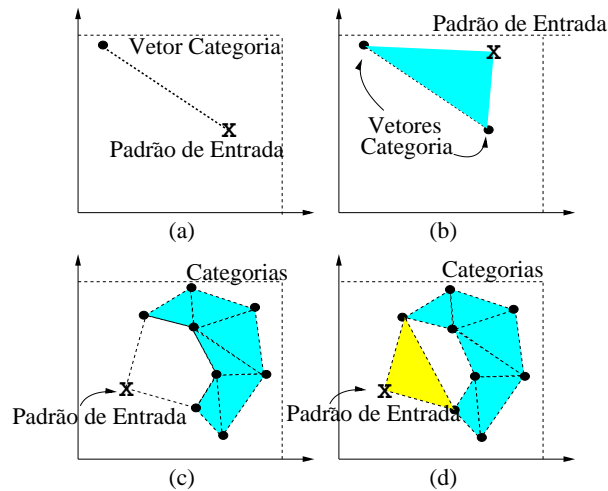 Vetor Categoria
X
Padrão de Entrada
(a)
Padrão de Entrada
X
Vetores
Categoria
(b)
Categorias
X
Padrão de Entrada
(c)
Categorias
X
Padrão de Entrada
(d)